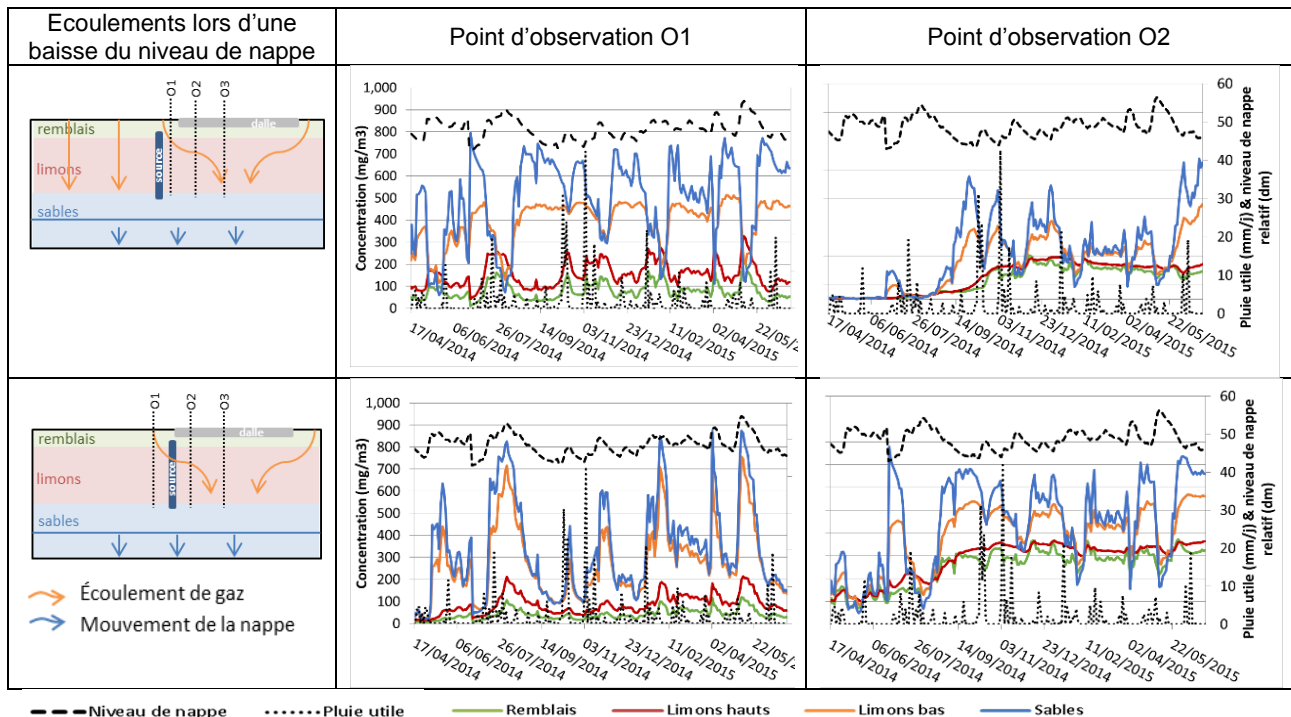 Ecoulements lors d'une
baisse du niveau de nappe
Point d'observation O1
Point d'observation O2
O1
O2
O3
remblais
dalle
limons
source
sables
Concentration (mg/m3)
1,000
900
800
700
600
500
400
300
200
100
0
17/04/2014
06/06/2014
26/07/2014
14/09/2014
03/11/2014
23/12/2014
11/02/2015
02/04/2015
22/05/2
17/04/2014
06/06/2014
26/07/2014
14/09/2014
03/11/2014
23/12/2014
11/02/2015
02/04/2015
22/05/2015
60
50
40
30
20
10
0
Pluie utile (mm/j) & niveau de nappe
relatif (dm)
O1
O2
O3
remblais
dalle
limons
source
sables
Écoulement de gaz
Mouvement de la nappe
Concentration (mg/m3)
1,000
900
800
700
600
500
400
300
200
100
0
17/04/2014
06/06/2014
26/07/2014
14/09/2014
03/11/2014
23/12/2014
11/02/2015
02/04/2015
22/05/2015
17/04/2014
06/06/2014
26/07/2014
14/09/2014
03/11/2014
23/12/2014
11/02/2015
02/04/2015
22/05/2015
60
50
40
30
20
10
0
Pluie utile (mm/j) & niveau de nappe
relatif (dm)
Niveau de nappe
Pluie utile
Remblais
Limons hauts
Limons bas
Sables